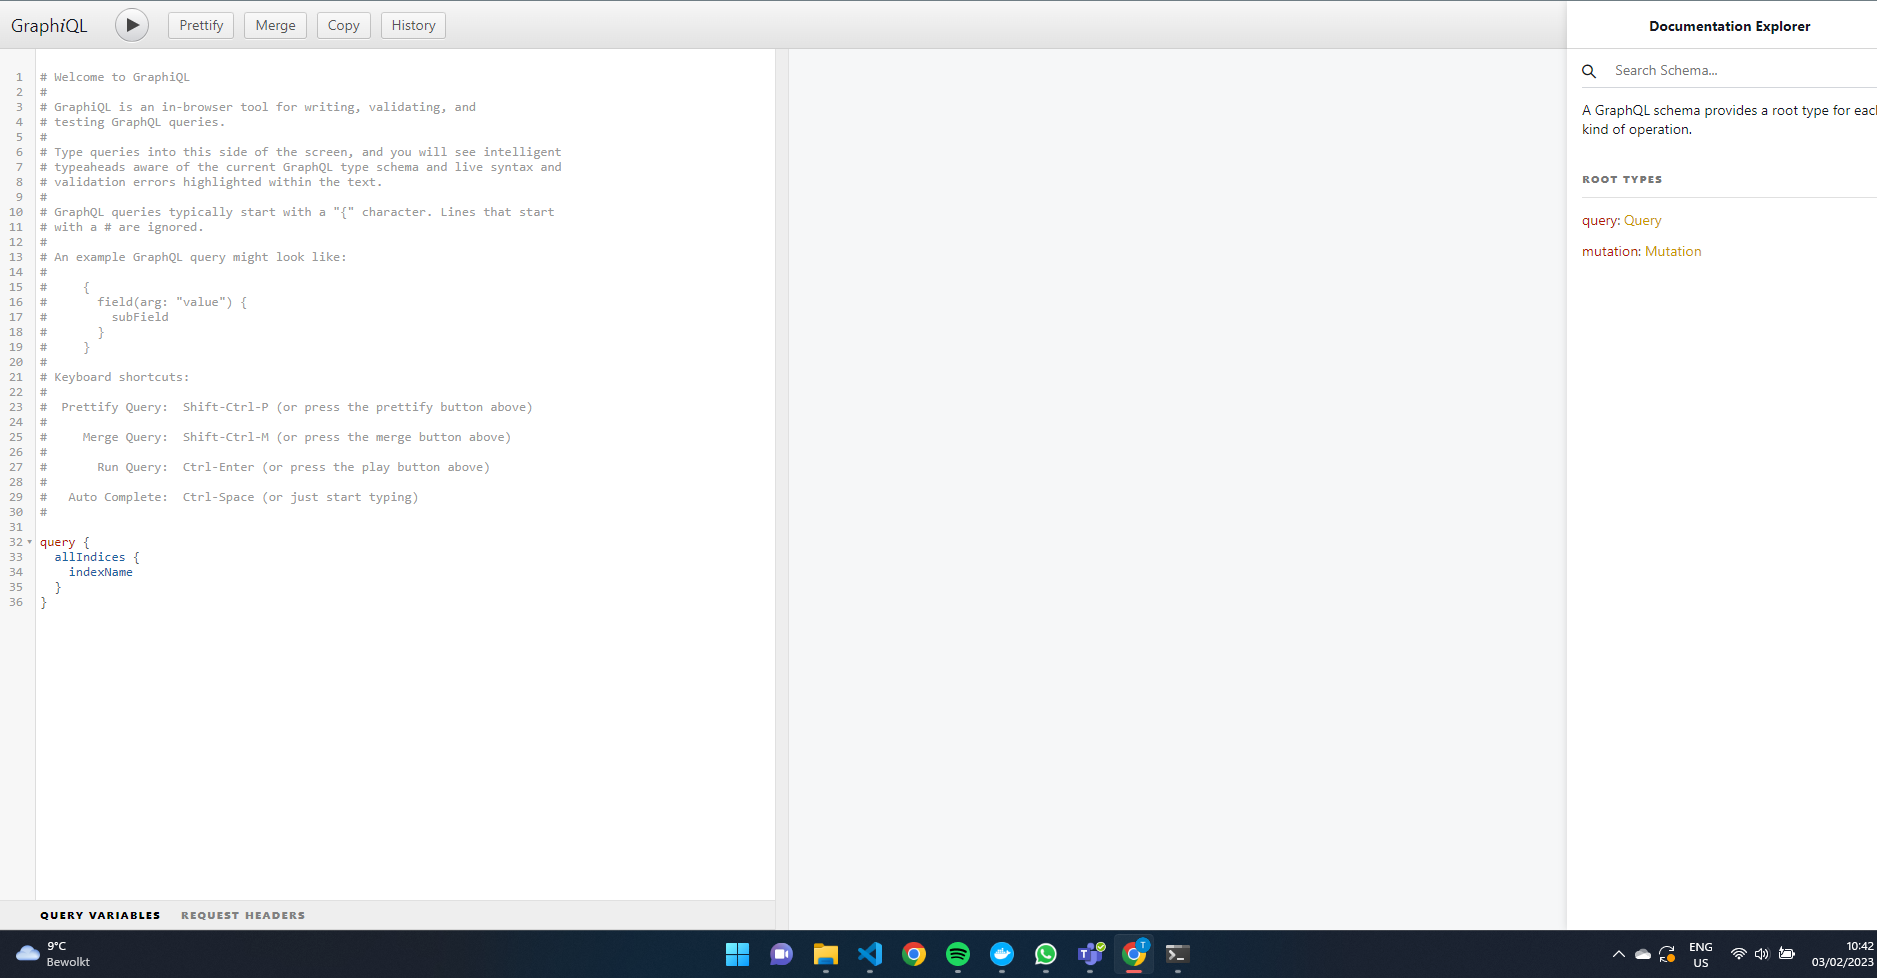 GraphiQL
Prettify
Merge
Copy
History
1 # Welcome to GraphiQL
2 #
3 # GraphiQL is an in-browser tool for writing, validating, and
4 # testing GraphQL queries.
5 #
6 # Type queries into this side of the screen, and you will see intelligent
7 # typeaheads aware of the current GraphQL type schema and live syntax and
8 # validation errors highlighted within the text.
9 #
10 # GraphQL queries typically start with a "{" character. Lines that start
11 # with a # are ignored.
12 #
13 # An example GraphQL query might look like:
14 #
15 #     {
16 #       field(arg: "value") {
17 #         subField
18 #       }
19 #     }
20 #
21 # Keyboard shortcuts:
22 #
23 #  Prettify Query:  Shift-Ctrl-P (or press the prettify button above)
24 #
25 #     Merge Query:  Shift-Ctrl-M (or press the merge button above)
26 #
27 #       Run Query:  Ctrl-Enter (or press the play button above)
28 #
29 #   Auto Complete:  Ctrl-Space (or just start typing)
30 #
31
32 query {
33   allIndices {
34     indexName
35   }
36 }
QUERY VARIABLES
REQUEST HEADERS
Documentation Explorer
Search Schema...
A GraphQL schema provides a root type for each
kind of operation.
ROOT TYPES
query: Query
mutation: Mutation
9°C
Bewolkt
T
T
ENG
US
10:42
03/02/2023